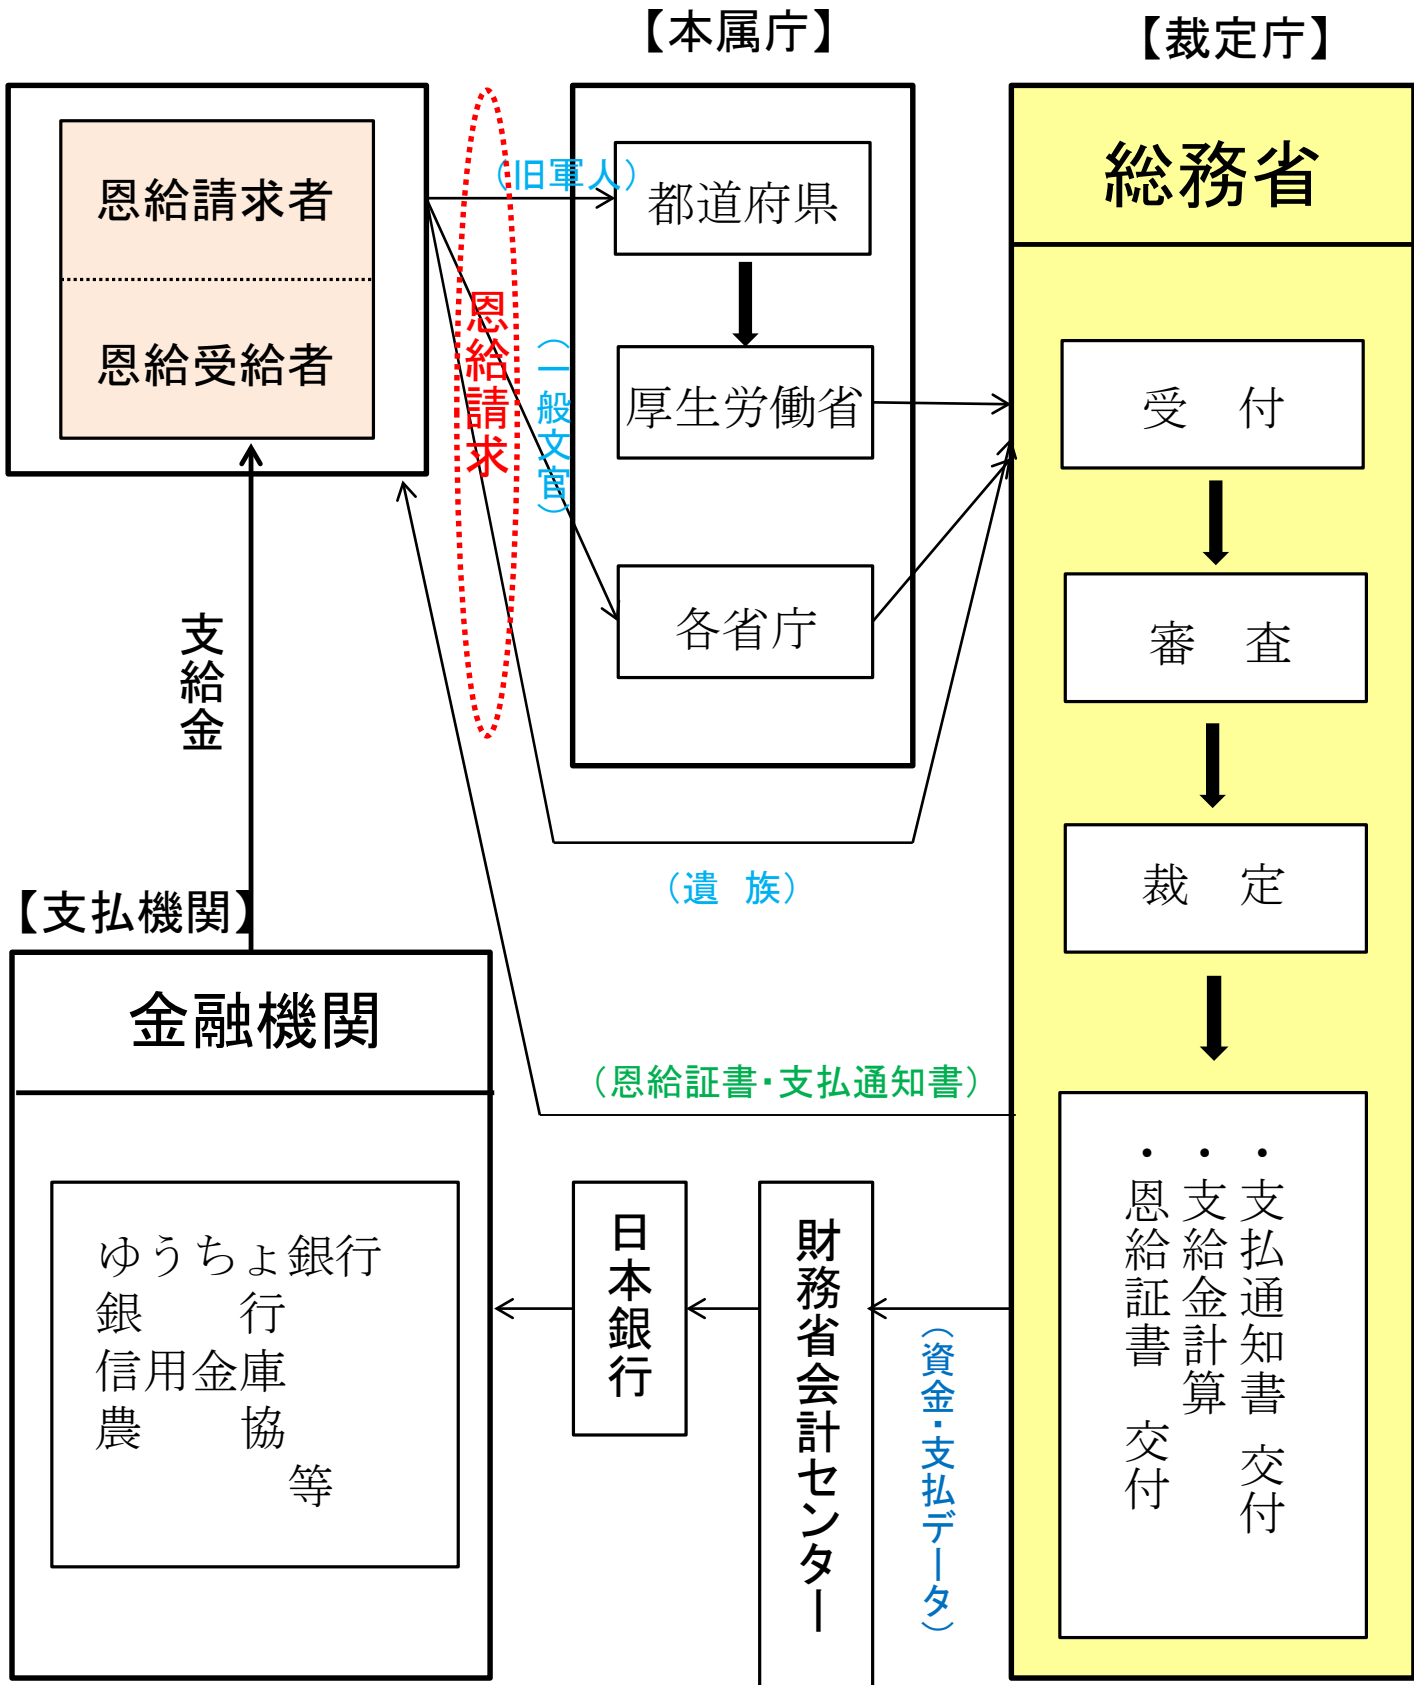 【本属庁】
【裁定庁】
恩給請求者
恩給受給者
恩給請求
（旧軍人）
（一般文官）
（遺　族）
都道府県
厚生労働省
各省庁
総務省
受　付
審　査
裁　定
・支払通知書　交付
・支給金計算
・恩給証書　交付
支給金
【支払機関】
金融機関
ゆうちょ銀行
銀　　行
信用金庫
農　　協
等
（恩給証書・支払通知書）
日本銀行
財務省会計センター
（資金・支払データ）